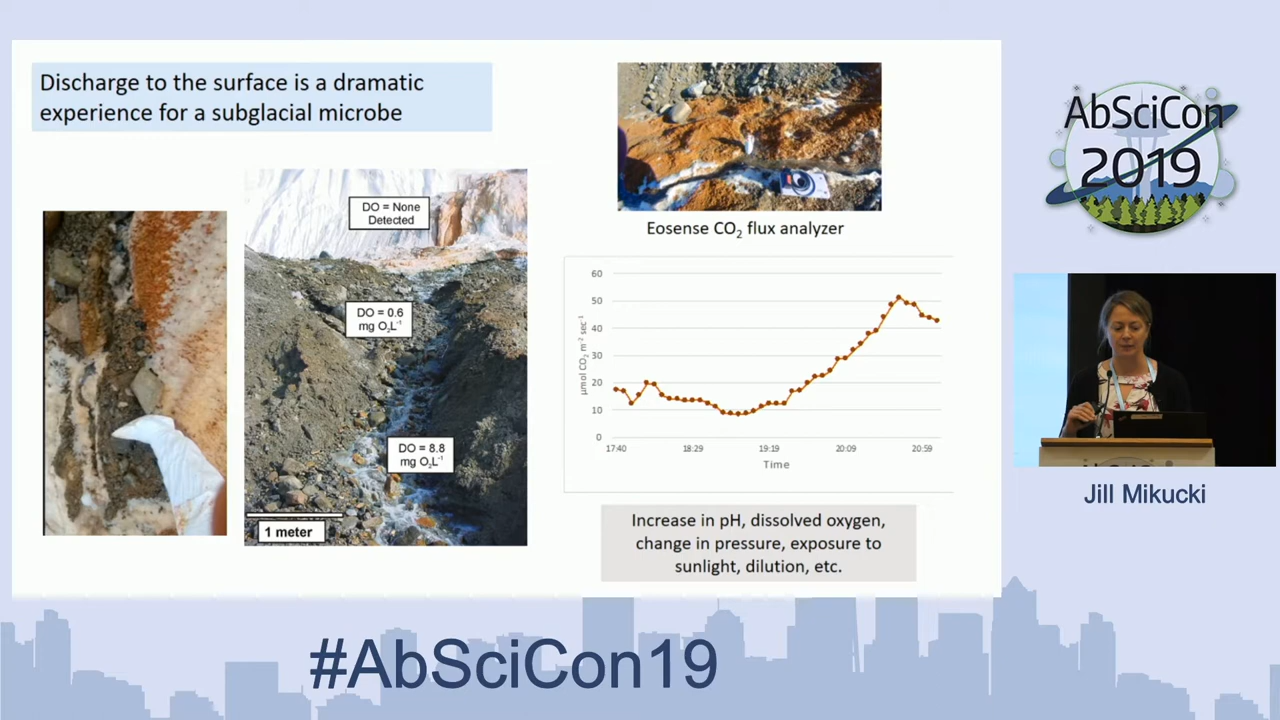 Discharge to the surface is a dramatic
experience for a subglacial microbe
DO = None
Detected
DO = 0.6
mg O₂L⁻¹
DO = 8.8
mg O₂L⁻¹
1 meter
Eosense CO₂ flux analyzer
µmol CO₂ m⁻² sec⁻¹
60
50
40
30
20
10
0
17:40 18:29 19:19 20:09 20:59
Time
Increase in pH, dissolved oxygen,
change in pressure, exposure to
sunlight, dilution, etc.
AbSciCon
2019
Jill Mikucki
#AbSciCon19